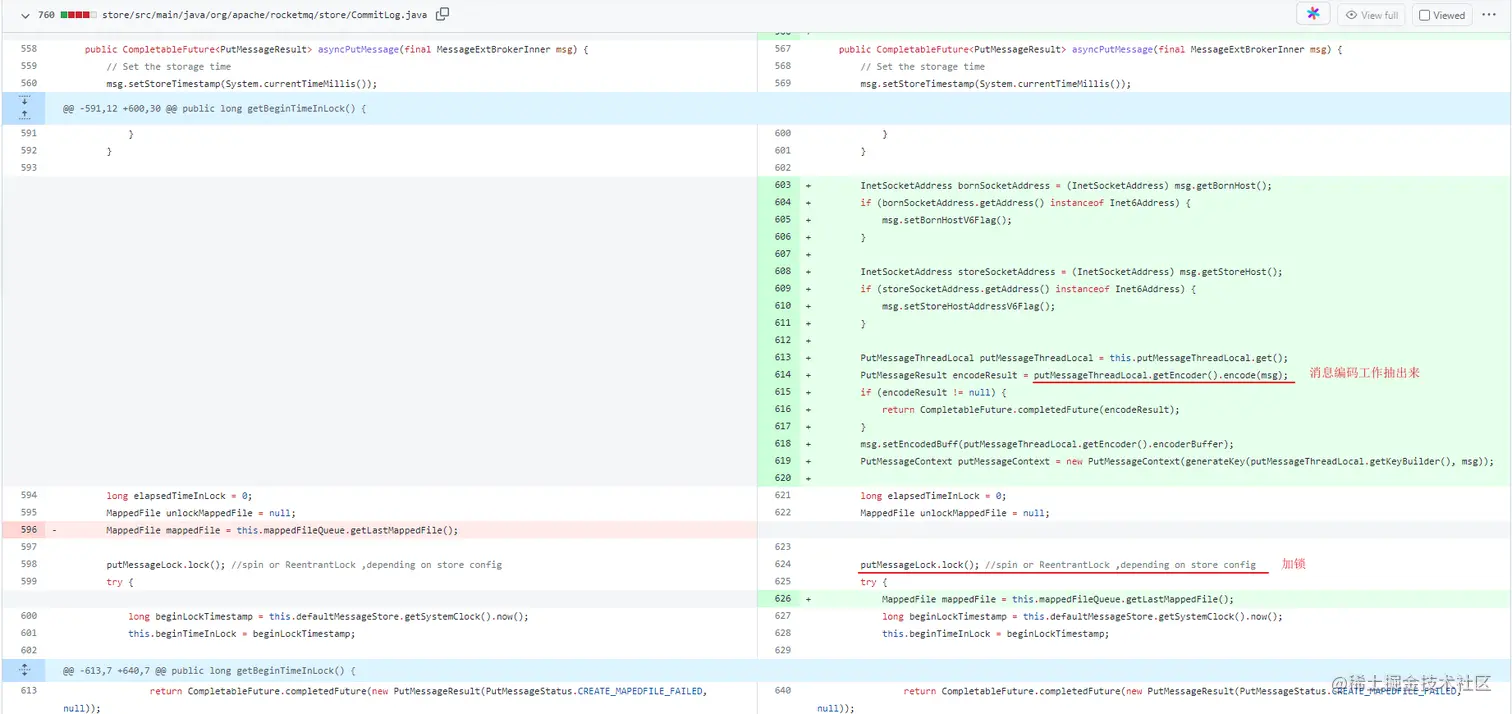 760 store/src/main/java/org/apache/rocketmq/store/CommitLog.java View full Viewed
566 +
558 public CompletableFuture<PutMessageResult> asyncPutMessage(final MessageExtBrokerInner msg) { 567 public CompletableFuture<PutMessageResult> asyncPutMessage(final MessageExtBrokerInner msg) {
559 // Set the storage time 568 // Set the storage time
560 msg.setStoreTimestamp(System.currentTimeMillis()); 569 msg.setStoreTimestamp(System.currentTimeMillis());
@@ -591,12 +600,30 @@ public long getBeginTimeInLock() {
591 } 600 }
592 } 601 }
593 602
603 + InetSocketAddress bornSocketAddress = (InetSocketAddress) msg.getBornHost();
604 + if (bornSocketAddress.getAddress() instanceof Inet6Address) {
605 + msg.setBornHostV6Flag();
606 + }
607 +
608 + InetSocketAddress storeSocketAddress = (InetSocketAddress) msg.getStoreHost();
609 + if (storeSocketAddress.getAddress() instanceof Inet6Address) {
610 + msg.setStoreHostAddressV6Flag();
611 + }
612 +
613 + PutMessageThreadLocal putMessageThreadLocal = this.putMessageThreadLocal.get();
614 + PutMessageResult encodeResult = putMessageThreadLocal.getEncoder().encode(msg); 消息编码工作抽出来
615 + if (encodeResult != null) {
616 + return CompletableFuture.completedFuture(encodeResult);
617 + }
618 + msg.setEncodedBuff(putMessageThreadLocal.getEncoder().encoderBuffer);
619 + PutMessageContext putMessageContext = new PutMessageContext(generateKey(putMessageThreadLocal.getKeyBuilder(), msg));
620 +
594 long elapsedTimeInLock = 0; 621 long elapsedTimeInLock = 0;
595 MappedFile unlockMappedFile = null; 622 MappedFile unlockMappedFile = null;
596 - MappedFile mappedFile = this.mappedFileQueue.getLastMappedFile();
597 623
598 putMessageLock.lock(); //spin or ReentrantLock ,depending on store config 624 putMessageLock.lock(); //spin or ReentrantLock ,depending on store config 加锁
599 try { 625 try {
626 + MappedFile mappedFile = this.mappedFileQueue.getLastMappedFile();
600 long beginLockTimestamp = this.defaultMessageStore.getSystemClock().now(); 627 long beginLockTimestamp = this.defaultMessageStore.getSystemClock().now();
601 this.beginTimeInLock = beginLockTimestamp; 628 this.beginTimeInLock = beginLockTimestamp;
602 629
@@ -613,7 +640,7 @@ public long getBeginTimeInLock() {
613 return CompletableFuture.completedFuture(new PutMessageResult(PutMessageStatus.CREATE_MAPEDFILE_FAILED, 640 return CompletableFuture.completedFuture(new PutMessageResult(PutMessageStatus.CREATE_MAPEDFILE_FAILED,
null)); null));
@稀土掘金技术社区